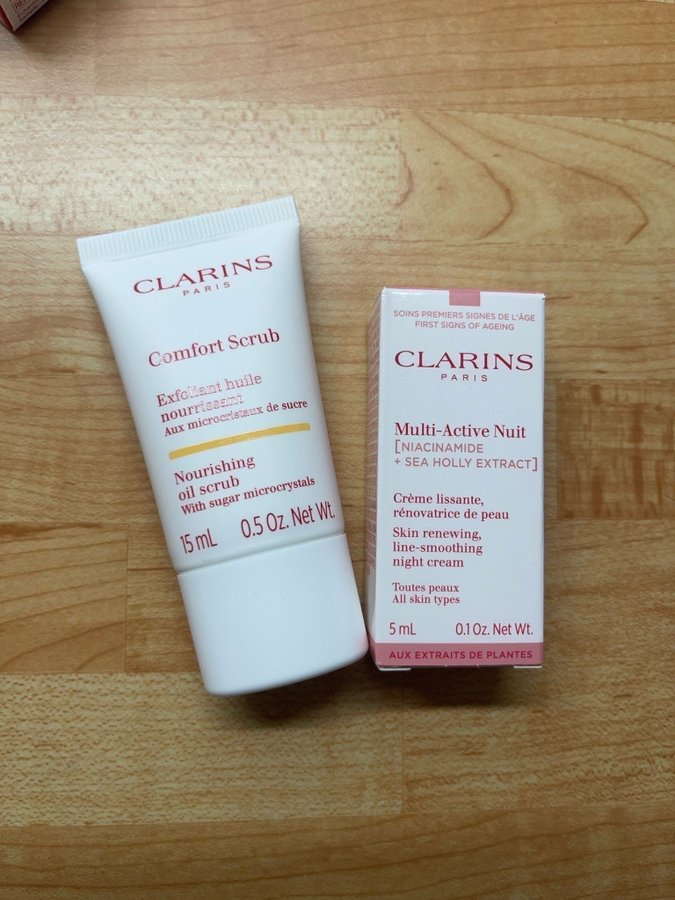 CLARINS
PARIS
Comfort Scrub
Exfoliant huile
nourrissant
Aux microcristaux de sucre
Nourishing
oil scrub
With sugar microcrystals
15 mL 0.5 Oz. Net Wt.
SOINS PREMIERS SIGNES DE L'ÂGE
FIRST SIGNS OF AGEING
CLARINS
PARIS
Multi-Active Nuit
[NIACINAMIDE
+ SEA HOLLY EXTRACT]
Crème lissante,
rénovatrice de peau
Skin renewing,
line-smoothing
night cream
Toutes peaux
All skin types
5 mL 0.1 Oz. Net Wt.
AUX EXTRAITS DE PLANTES